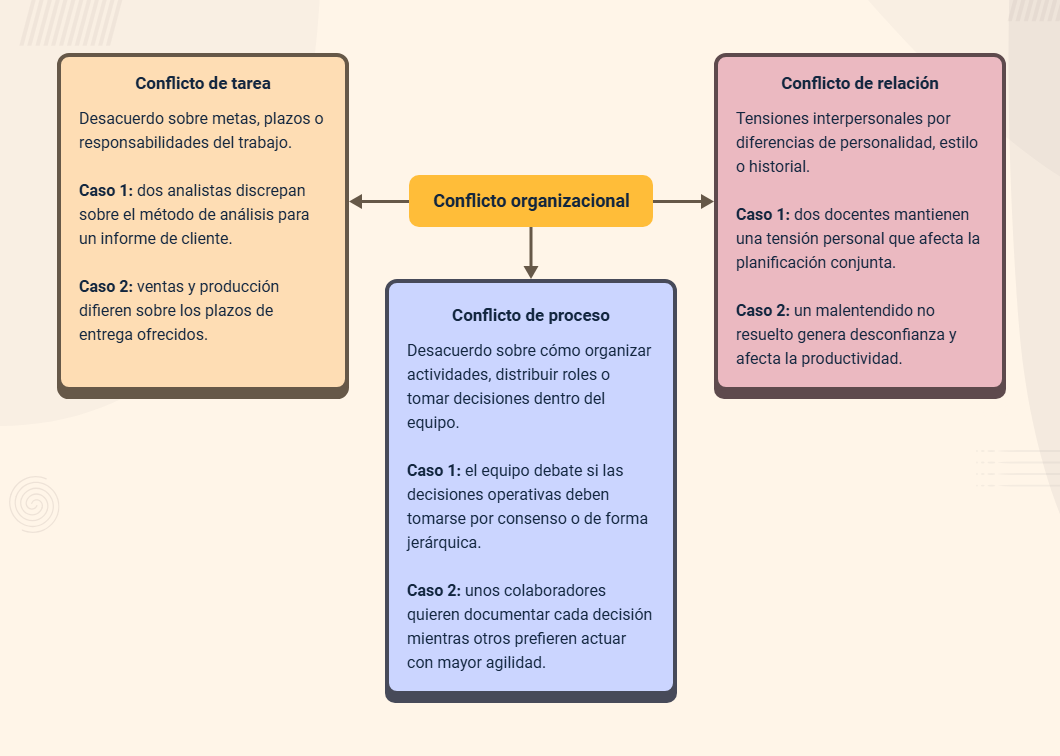 Conflicto de tarea
Desacuerdo sobre metas, plazos o
responsabilidades del trabajo.
Caso 1: dos analistas discrepan
sobre el método de análisis para
un informe de cliente.
Caso 2: ventas y producción
difieren sobre los plazos de
entrega ofrecidos.
Conflicto organizacional
Conflicto de relación
Tensiones interpersonales por
diferencias de personalidad, estilo
o historial.
Caso 1: dos docentes mantienen
una tensión personal que afecta la
planificación conjunta.
Caso 2: un malentendido no
resuelto genera desconfianza y
afecta la productividad.
Conflicto de proceso
Desacuerdo sobre cómo organizar
actividades, distribuir roles o
tomar decisiones dentro del
equipo.
Caso 1: el equipo debate si las
decisiones operativas deben
tomarse por consenso o de forma
jerárquica.
Caso 2: unos colaboradores
quieren documentar cada decisión
mientras otros prefieren actuar
con mayor agilidad.